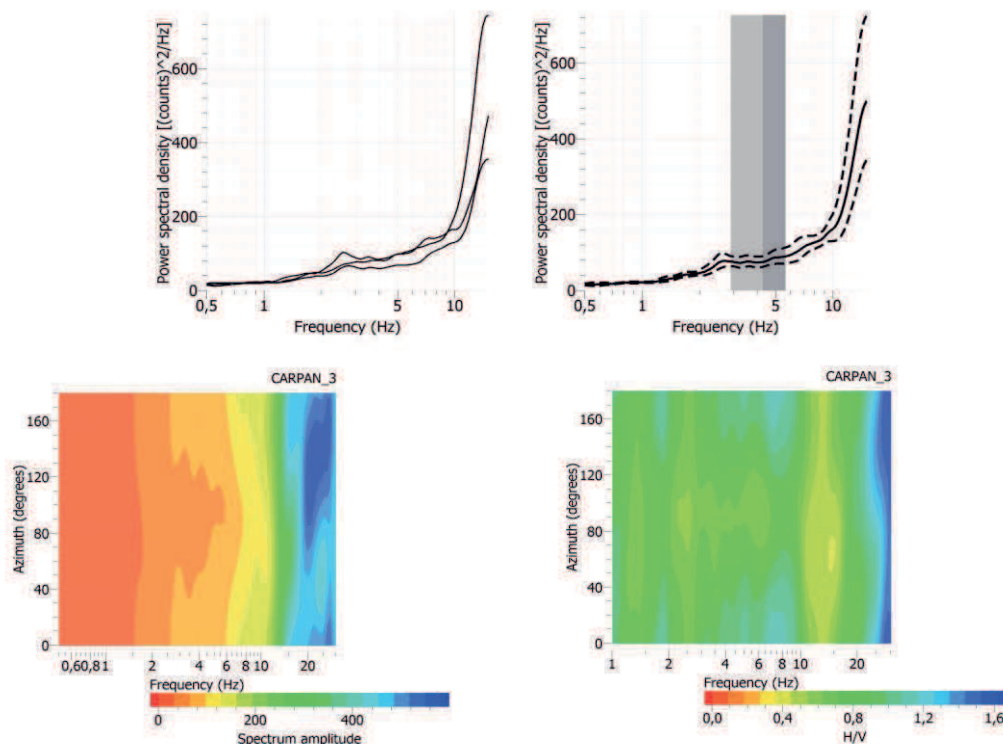 Power spectral density [(counts)^2/Hz]
600
400
200
0
0,5
1
5
10
Frequency (Hz)
Power spectral density [(counts)^2/Hz]
600
400
200
0
0,5
1
5
10
Frequency (Hz)
CARPAN_3
Azimuth (degrees)
160
120
80
40
0
0,60,81 2 4 6 8 10 20
Frequency (Hz)
0 200 400
Spectrum amplitude
CARPAN_3
Azimuth (degrees)
160
120
80
40
0
1 2 4 6 8 10 20
Frequency (Hz)
0,0 0,4 0,8 1,2 1,6
H/V